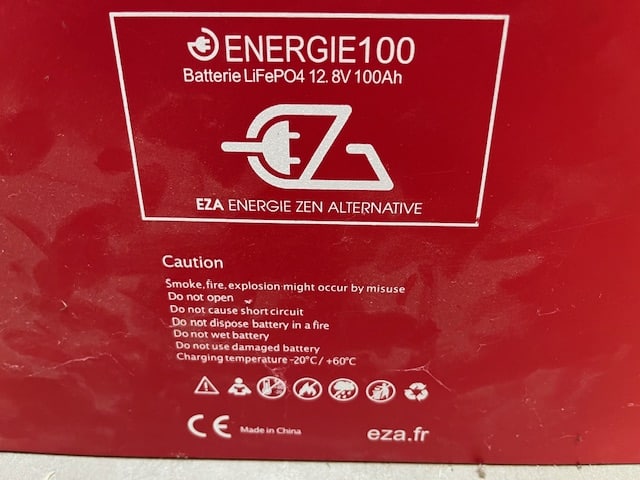 ENERGIE100
Batterie LiFePO4 12.8V 100Ah
EZA ENERGIE ZEN ALTERNATIVE
Caution
Smoke, fire, explosion might occur by misuse
Do not open
Do not cause short circuit
Do not dispose battery in a fire
Do not wet battery
Do not use damaged battery
Charging temperature -20°C / +60°C
CE Made in China eza.fr